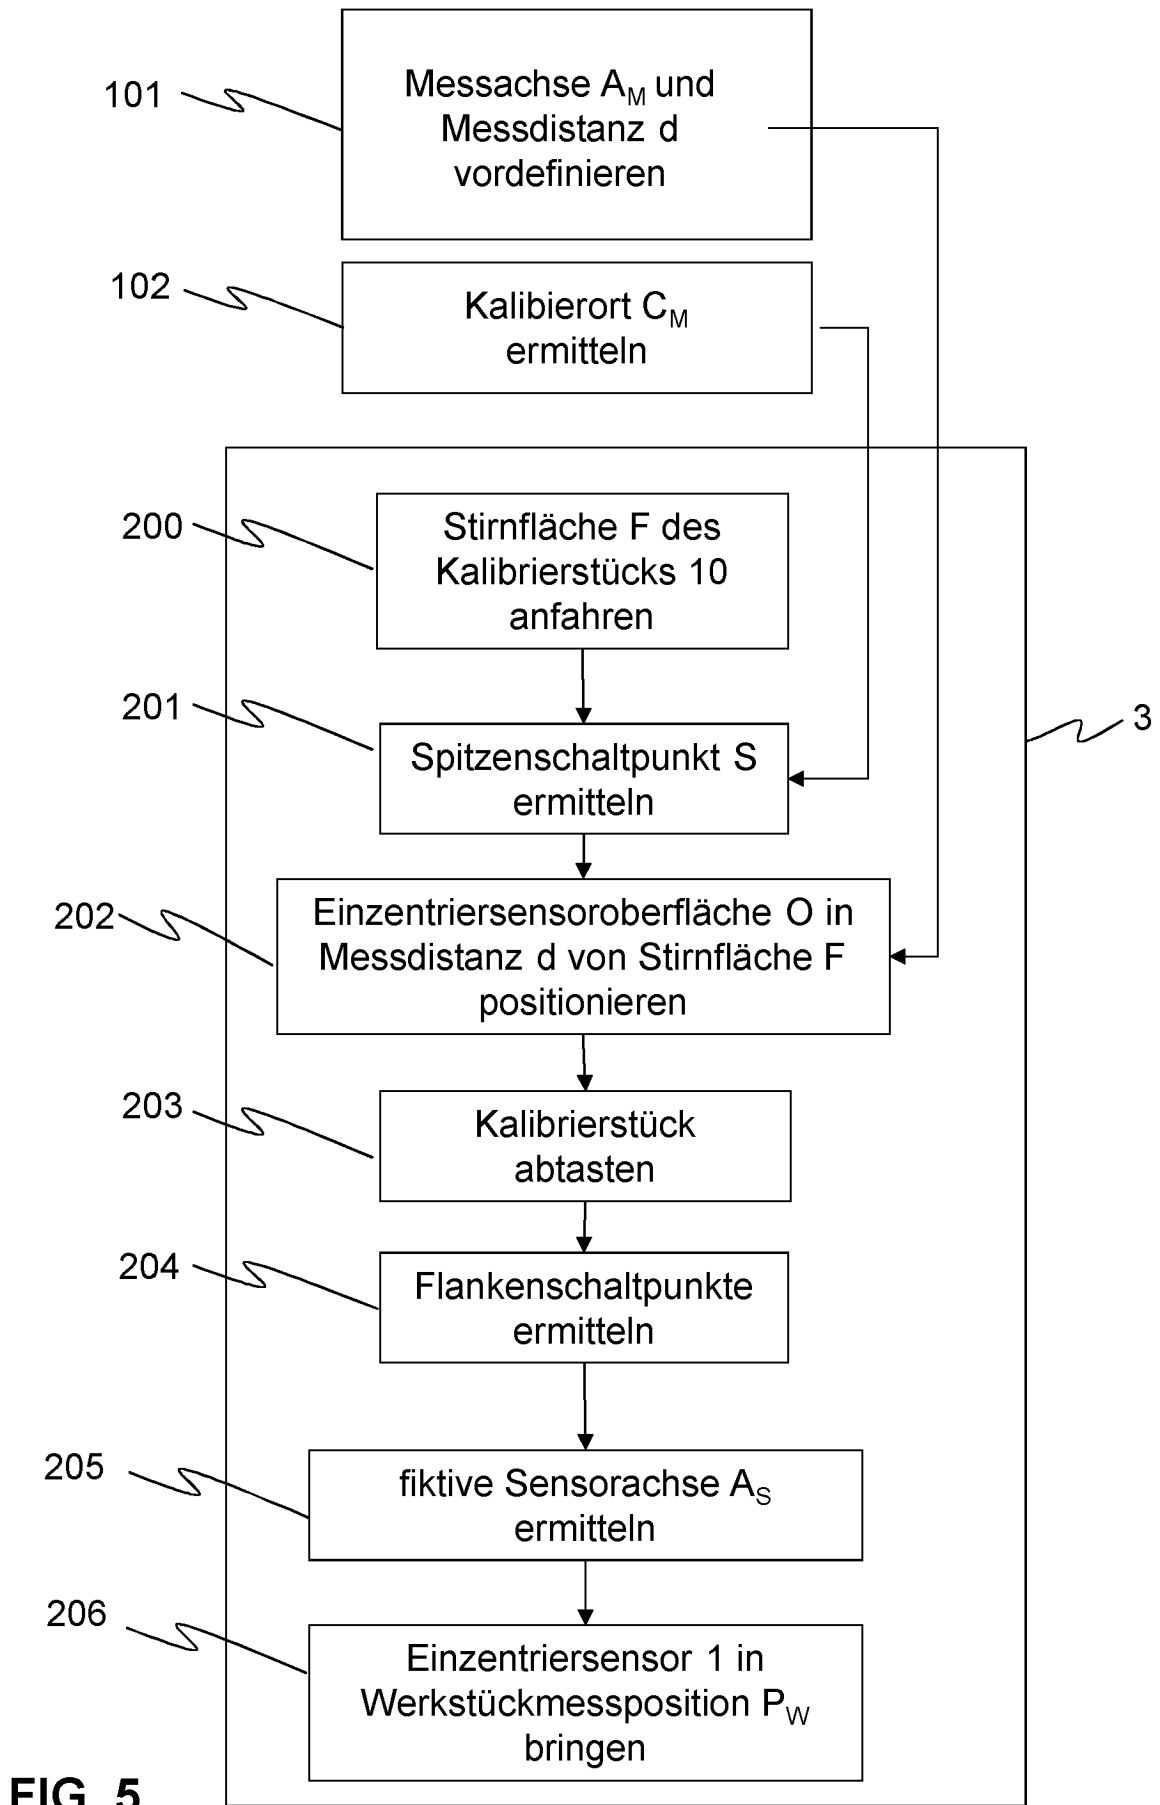 101
Messachse A_M und
Messdistanz d
vordefinieren
102
Kalibierort C_M
ermitteln
200
Stirnfläche F des
Kalibrierstücks 10
anfahren
201
Spitzenschaltpunkt S
ermitteln
3
202
Einzentriersensoroberfläche O in
Messdistanz d von Stirnfläche F
positionieren
203
Kalibrierstück
abtasten
204
Flankenschaltpunkte
ermitteln
205
fiktive Sensorachse A_S
ermitteln
206
Einzentriersensor 1 in
Werkstückmessposition P_W
bringen
FIG. 5